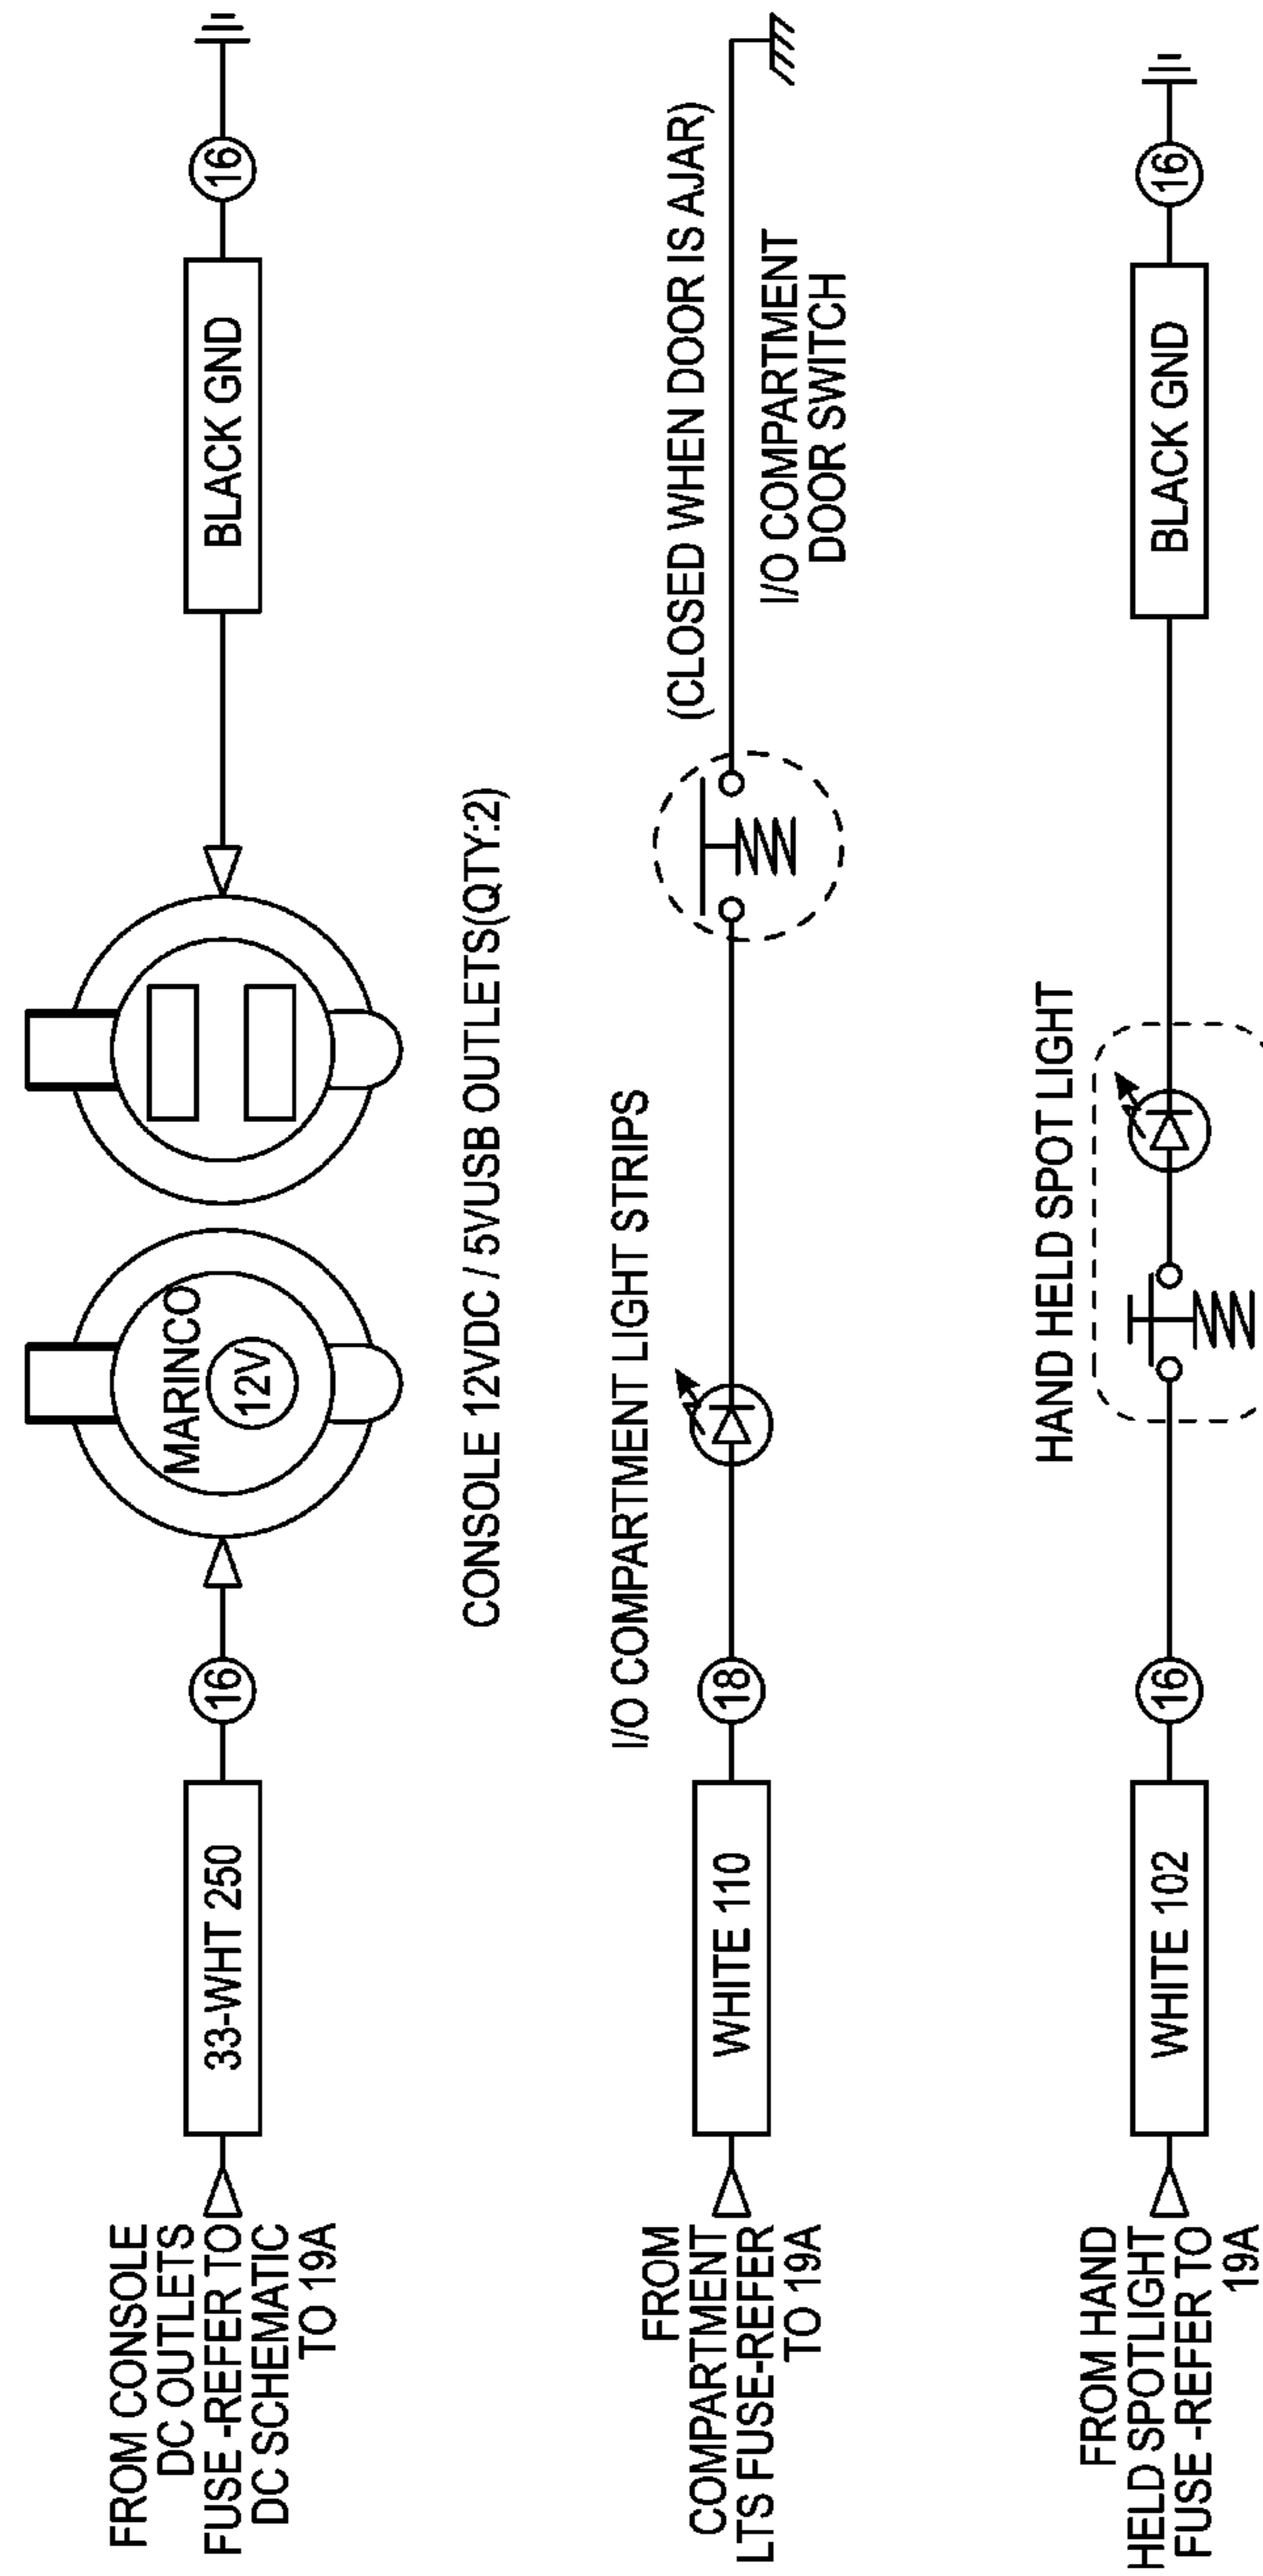 FROM CONSOLE
DC OUTLETS
FUSE -REFER TO
DC SCHEMATIC
TO 19A
33-WHT 250
16
MARINCO
12V
BLACK GND
16
CONSOLE 12VDC / 5VUSB OUTLETS(QTY:2)
I/O COMPARTMENT LIGHT STRIPS
(CLOSED WHEN DOOR IS AJAR)
FROM
COMPARTMENT
LTS FUSE-REFER
TO 19A
WHITE 110
18
I/O COMPARTMENT
DOOR SWITCH
HAND HELD SPOT LIGHT
FROM HAND
HELD SPOTLIGHT
FUSE -REFER TO
19A
WHITE 102
16
BLACK GND
16